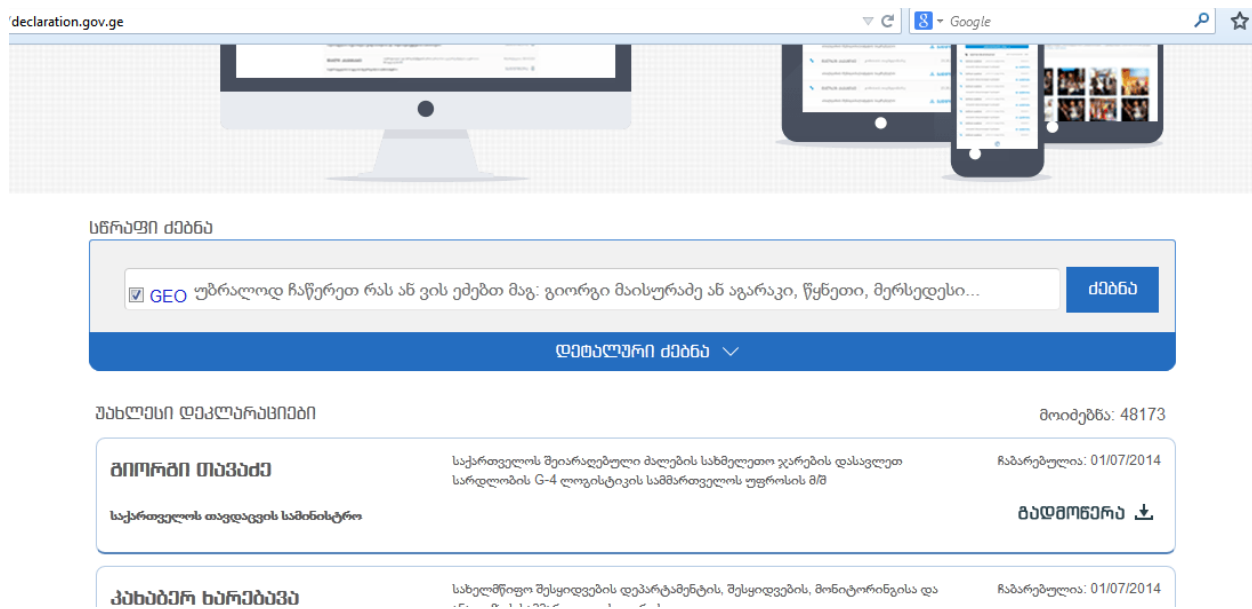 declaration.gov.ge
Google
სწრაფი ძებნა
GEO უბრალოდ ჩაწერეთ რას ან ვის ეძებთ მაგ: გიორგი მაისურაძე ან აგარაკი, წყნეთი, მერსედესი...
ძებნა
დეტალური ძებნა
უახლესი დეკლარაციები
მოიძებნა: 48173
გიორგი თავაძე
საქართველოს შეიარაღებული ძალების სახმელეთო ჯარების დასავლეთ
სარდლობის G-4 ლოგისტიკის სამმართველოს უფროსის მ/შ
ჩაბარებულია: 01/07/2014
საქართველოს თავდაცვის სამინისტრო
გადმოწერა
კახაბერ ხარებავა
სახელმწიფო შესყიდვების დეპარტამენტის, შესყიდვების, მონიტორინგისა და
ჩაბარებულია: 01/07/2014